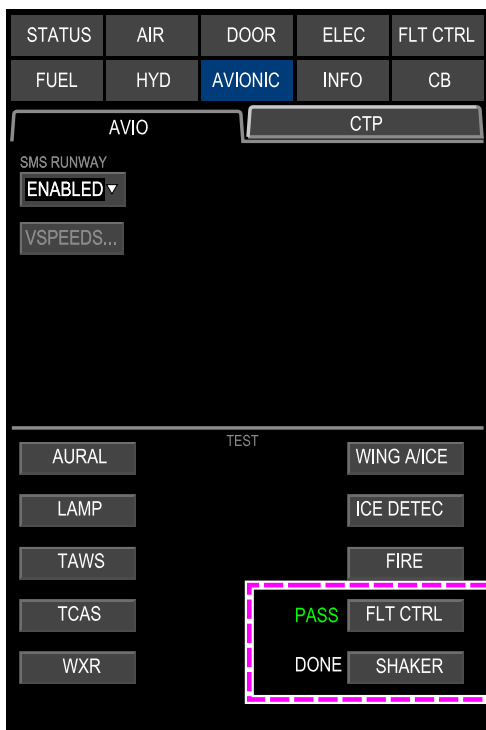 STATUS AIR DOOR ELEC FLT CTRL
FUEL HYD AVIONIC INFO CB
AVIO CTP
SMS RUNWAY
ENABLED
VSPEEDS...
TEST
AURAL WING A/ICE
LAMP ICE DETEC
TAWS FIRE
TCAS PASS FLT CTRL
WXR DONE SHAKER